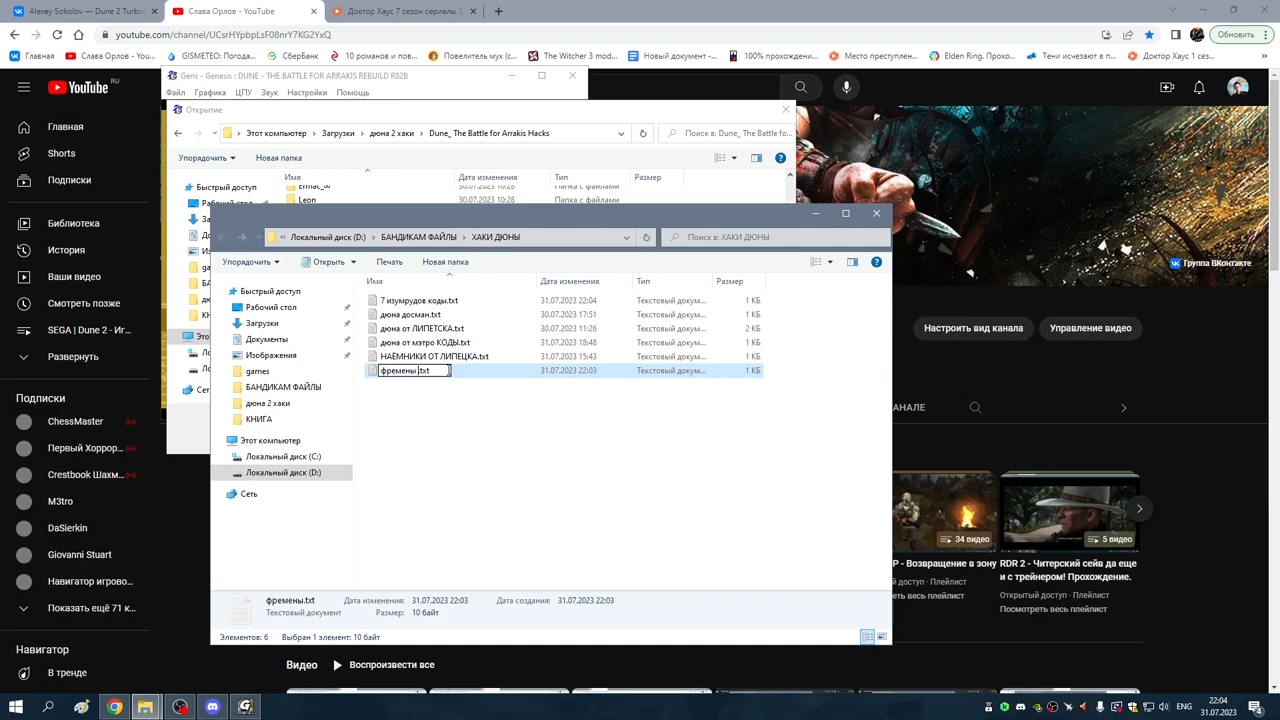 Alexey Sokolov — Dune 2 Turbu
Слава Орлов - YouTube
Доктор Хаус 7 сезон смотреть
youtube.com/channel/UCsrHYpbpLsF08nrY7KG2YxQ
Обновить
Главная
Слава Орлов - You...
GISMETEO: Погода...
СберБанк
10 романов и пов...
Повелитель мух (с...
The Witcher 3 mod...
Новый документ -...
100% прохождени...
Место преступлен...
Elden Ring. Прохо...
Тени исчезают в п...
Доктор Хаус 1 сез...
Gens - Genesis : DUNE - THE BATTLE FOR ARRAKIS REBUILD R82B
Файл Графика ЦПУ Звук Настройки Помощь
YouTube RU
Открытие
Главная
Shorts
Подписки
Библиотека
История
Ваши видео
Смотреть позже
SEGA | Dune 2 - Иг...
Развернуть
Подписки
ChessMaster
Первый Хоррор...
Crestbook Шахм...
M3tro
DaSierkin
Giovanni Stuart
Навигатор игрово...
Показать ещё 71 к...
Навигатор
В тренде
Этот компьютер Загрузки дюна 2 хаки Dune_ The Battle for Arrakis Hacks
Поиск в: Dune_ The Battle fo...
Упорядочить Новая папка
Имя Дата изменения Тип Размер
Быстрый доступ
Рабочий стол
Leon 30.07.2023 10:28 Папка с файлами
Локальный диск (D:) БАНДИКАМ ФАЙЛЫ ХАКИ ДЮНЫ
Поиск в: ХАКИ ДЮНЫ
Упорядочить Открыть Печать Новая папка
Имя Дата изменения Тип Размер
Быстрый доступ
Рабочий стол
Загрузки
Документы
Изображения
games
БАНДИКАМ ФАЙЛЫ
дюна 2 хаки
КНИГА
Этот компьютер
Локальный диск (C:)
Локальный диск (D:)
Сеть
7 изумрудов коды.txt 31.07.2023 22:04 Текстовый докум... 1 КБ
дюна досман.txt 30.07.2023 17:51 Текстовый докум... 1 КБ
дюна от ЛИПЕТСКА.txt 30.07.2023 11:26 Текстовый докум... 2 КБ
дюна от мэтро КОДЫ.txt 31.07.2023 18:48 Текстовый докум... 1 КБ
НАЁМНИКИ ОТ ЛИПЕЦКА.txt 31.07.2023 15:43 Текстовый докум... 1 КБ
фремены .txt 31.07.2023 22:03 Текстовый докум... 1 КБ
фремены.txt Дата изменения: 31.07.2023 22:03 Дата создания: 31.07.2023 22:03
Текстовый документ Размер: 10 байт
Элементов: 6 Выбран 1 элемент: 10 байт
Группа ВКонтакте
Настроить вид канала
Управление видео
АНАЛЕ
34 видео
5 видео
P - Возвращение в зону
доступ · Плейлист
еть весь плейлист
RDR 2 - Читерский сейв да еще
и с трейнером! Прохождение.
Открытый доступ · Плейлист
Посмотреть весь плейлист
Видео Воспроизвести все
ENG
22:04
31.07.2023